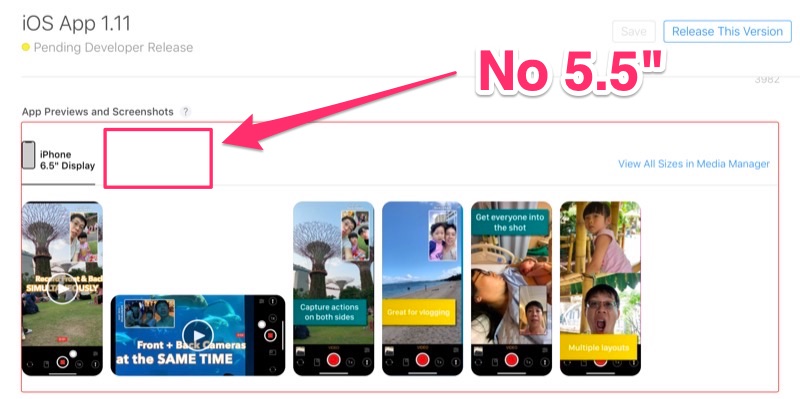 iOS App 1.11
Pending Developer Release
Save
Release This Version
No 5.5"
3982
App Previews and Screenshots ?
iPhone
6.5" Display
View All Sizes in Media Manager
Record Front & Back
SIMULTANEOUSLY
Front + Back Cameras
at the SAME TIME
Capture actions
on both sides
Great for vlogging
Get everyone into
the shot
Multiple layouts